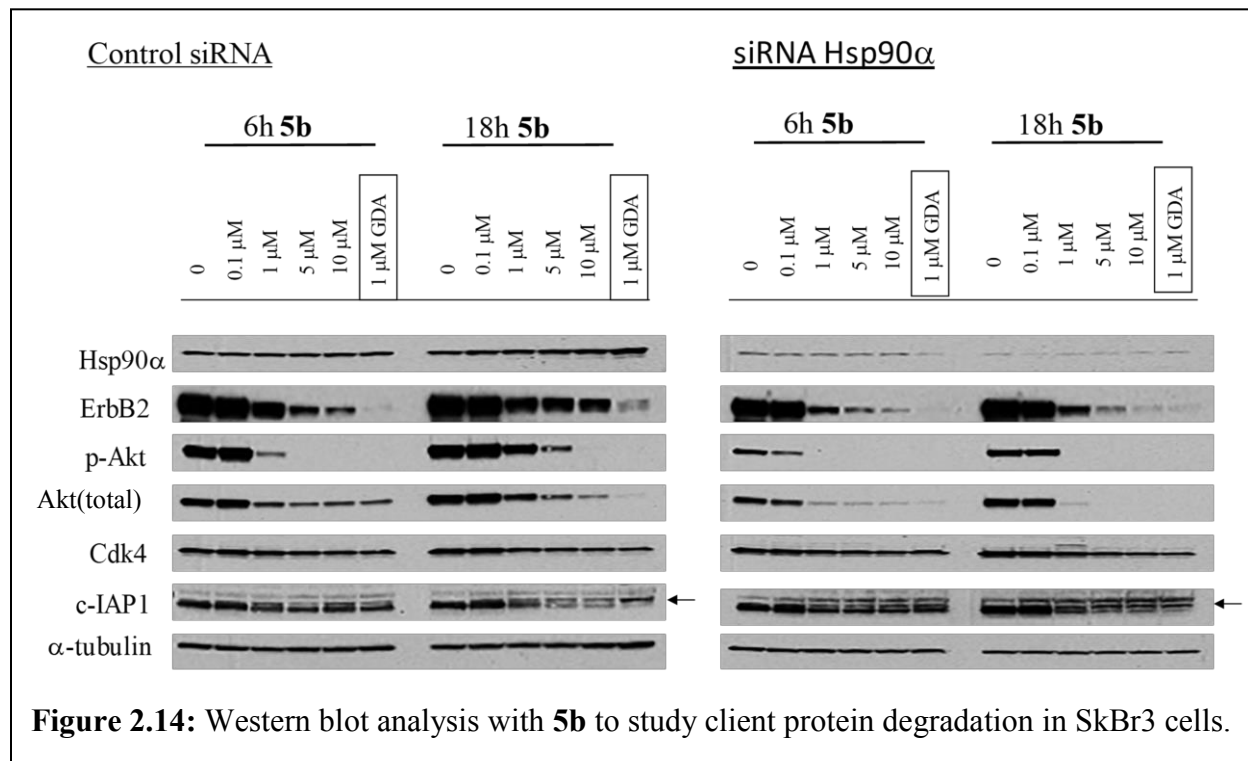 Control siRNA
siRNA Hsp90α
6h 5b
18h 5b
6h 5b
18h 5b
0
0.1 μM
1 μM
5 μM
10 μM
1 μM GDA
0
0.1 μM
1 μM
5 μM
10 μM
1 μM GDA
0
0.1 μM
1 μM
5 μM
10 μM
1 μM GDA
0
0.1 μM
1 μM
5 μM
10 μM
1 μM GDA
Hsp90α
ErbB2
p-Akt
Akt(total)
Cdk4
c-IAP1
α-tubulin
Figure 2.14: Western blot analysis with 5b to study client protein degradation in SkBr3 cells.